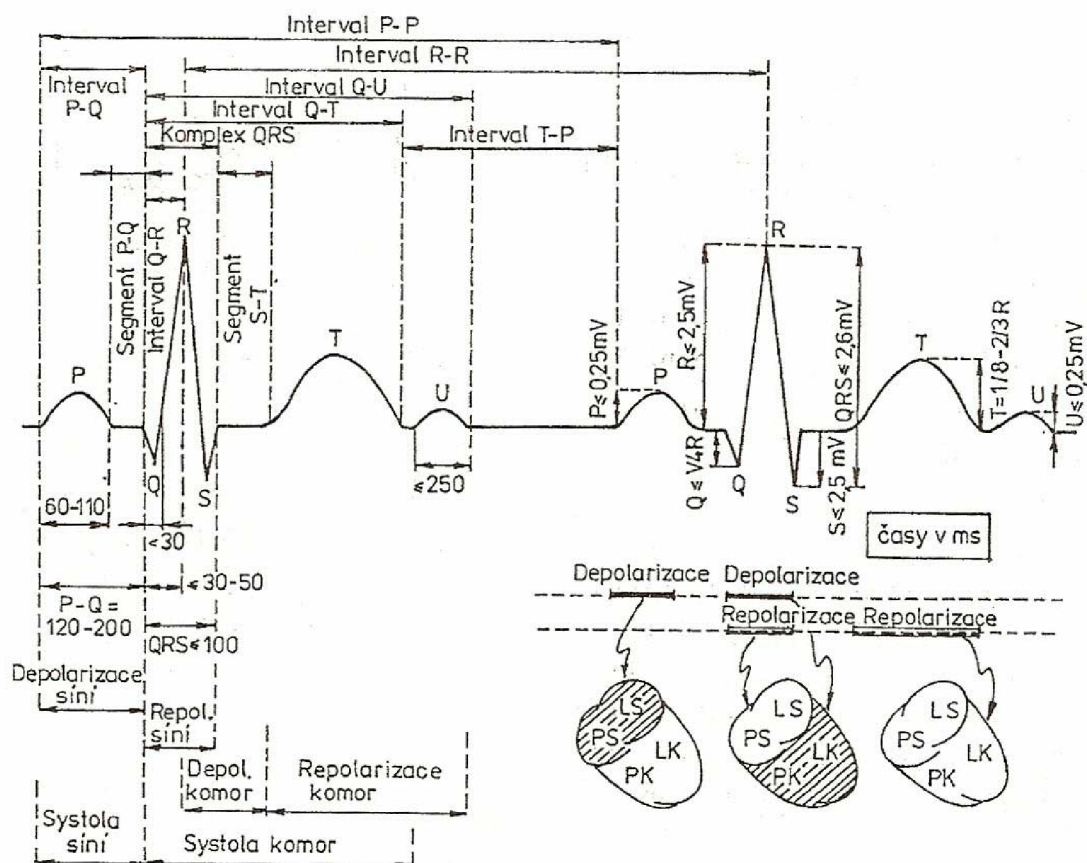 Interval P-P
Interval R-R
Interval
P-Q
Interval Q-U
Interval Q-T
Komplex QRS
Interval T-P
Segment P-Q
Interval Q-R
Segment
S-T
R
P
T
U
Q
S
60-110
≤30
≤30-50
≤250
P-Q =
120-200
QRS≤100
Depolarizace
síní
Repol.
síní
Depol.
komor
Repolarizace
komor
Systola
síní
Systola komor
P≤0,25mV
P
R≤2,5mV
R
QRS≤2,6mV
Q≤1/4R
Q
S
S≤2,5 mV
T
T=1/8-2/3R
U
U≤0,25mV
časy v ms
Depolarizace
Depolarizace
Repolarizace
Repolarizace
LS
PS
LK
PK
LS
PS
LK
PK
LS
PS
LK
PK